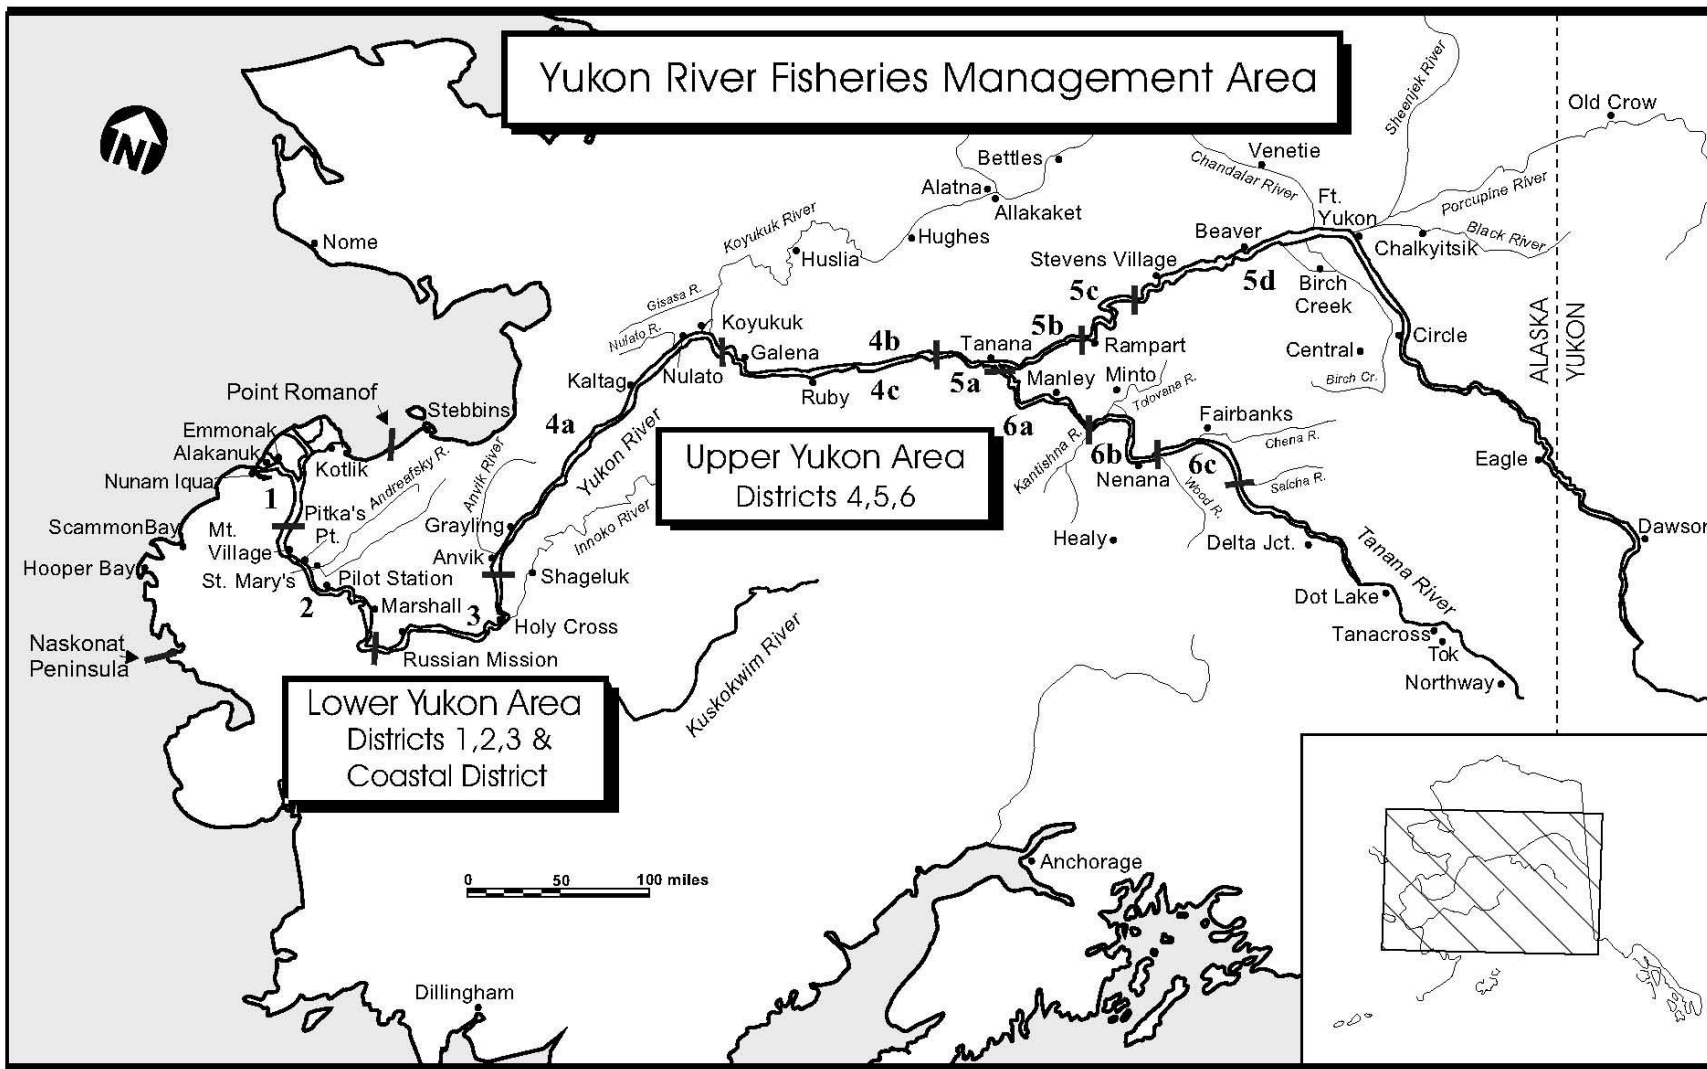 Yukon River Fisheries Management Area
N
Sheenjek River
Old Crow
Bettles
Venetie
Chandalar River
Alatna
Allakaket
Ft.
Yukon
Porcupine River
Koyukuk River
Hughes
Beaver
Chalkyitsik
Black River
Nome
Huslia
Stevens Village
5c
5d
Birch
Creek
Gisasa R.
Nulato R.
Koyukuk
4b
5b
Galena
Tanana
Rampart
Circle
ALASKA
YUKON
Central
Kaltag
Nulato
Ruby
4c
5a
Manley
Minto
Tolovana R.
Birch Cr.
Point Romanof
Stebbins
4a
6a
Fairbanks
Chena R.
Emmonak
Alakanuk
Kotlik
Andreafsky R.
Anvik River
Yukon River
Upper Yukon Area
Districts 4,5,6
Kantishna R.
6b
6c
Nenana
Wood R.
Salcha R.
Eagle
Nunam Iqua
1
Scammon Bay
Mt.
Village
Pitka's
Pt.
Grayling
Innoko River
Healy
Delta Jct.
Tanana River
Dawson
Hooper Bay
St. Mary's
Pilot Station
Anvik
Shageluk
2
Marshall
3
Holy Cross
Dot Lake
Tanacross
Tok
Naskonat
Peninsula
Russian Mission
Kuskokwim River
Northway
Lower Yukon Area
Districts 1,2,3 &
Coastal District
Anchorage
0 50 100 miles
Dillingham